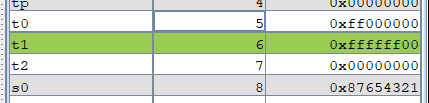 tp 4 0x00000000
t0 5 0xff000000
t1 6 0xffffff00
t2 7 0x00000000
s0 8 0x87654321